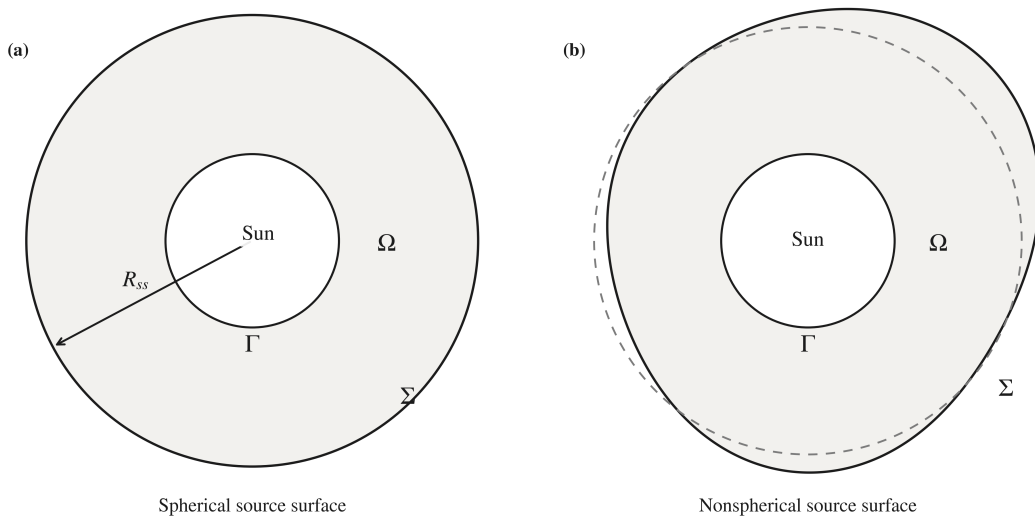 (a)
Sun
Ω
R_ss
Γ
Σ
Spherical source surface
(b)
Sun
Ω
Γ
Σ
Nonspherical source surface